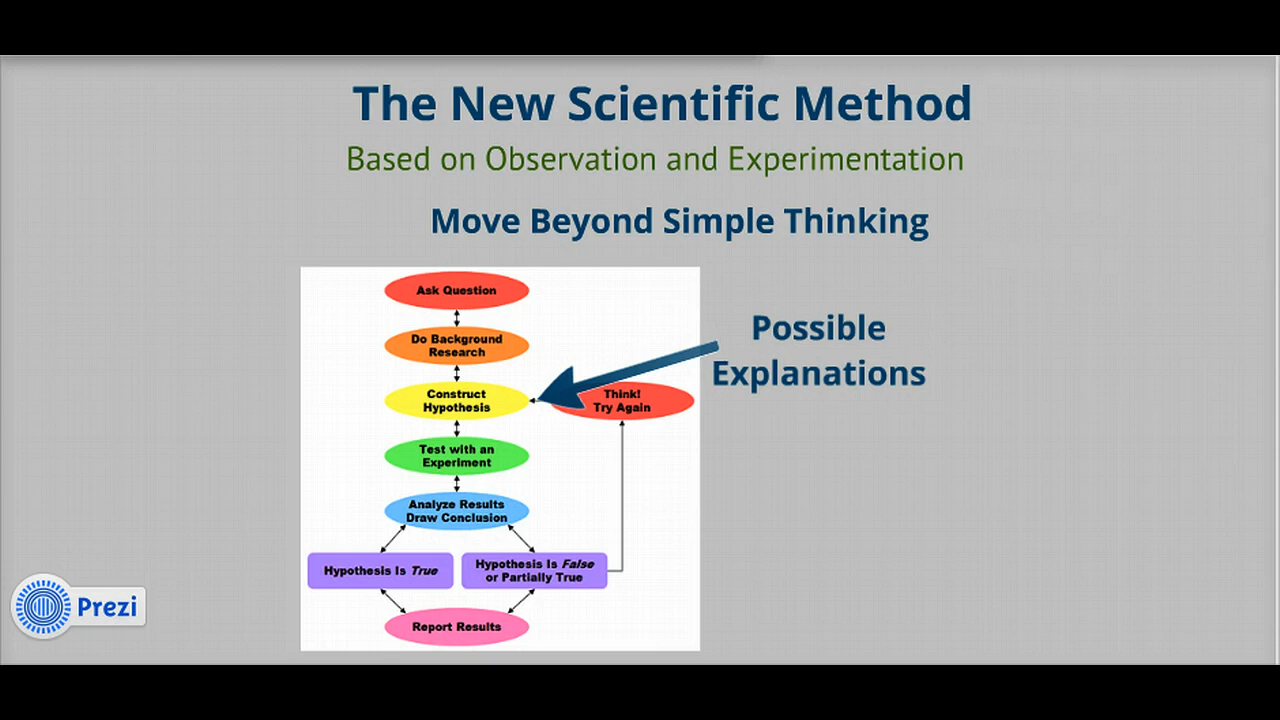 The New Scientific Method
Based on Observation and Experimentation
Move Beyond Simple Thinking
Ask Question
Do Background
Research
Construct
Hypothesis
Think!
Try Again
Possible
Explanations
Test with an
Experiment
Analyze Results
Draw Conclusion
Hypothesis Is True
Hypothesis Is False
or Partially True
Report Results
Prezi